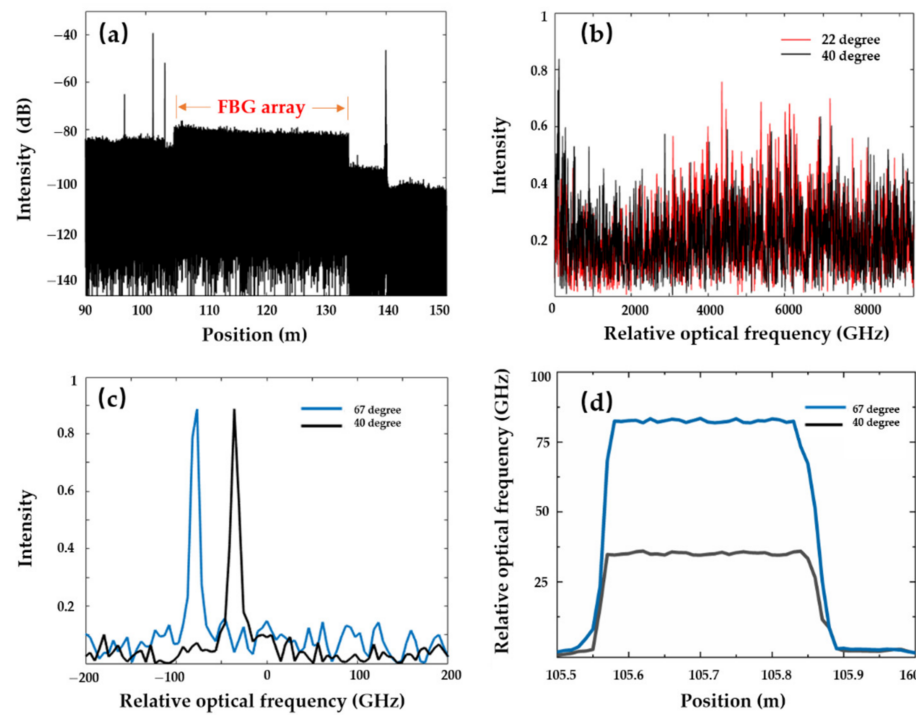 (a)
−40
−60
−80
−100
−120
−140
Intensity (dB)
FBG array
90 100 110 120 130 140 150
Position (m)
(b)
1
0.8
0.6
0.4
0.2
Intensity
22 degree
40 degree
0 2000 4000 6000 8000
Relative optical frequency (GHz)
(c)
1
0.8
0.6
0.4
0.2
Intensity
67 degree
40 degree
−200 −100 0 100 200
Relative optical frequency (GHz)
(d)
100
75
50
25
Relative optical frequency (GHz)
67 degree
40 degree
105.5 105.6 105.7 105.8 105.9 160
Position (m)